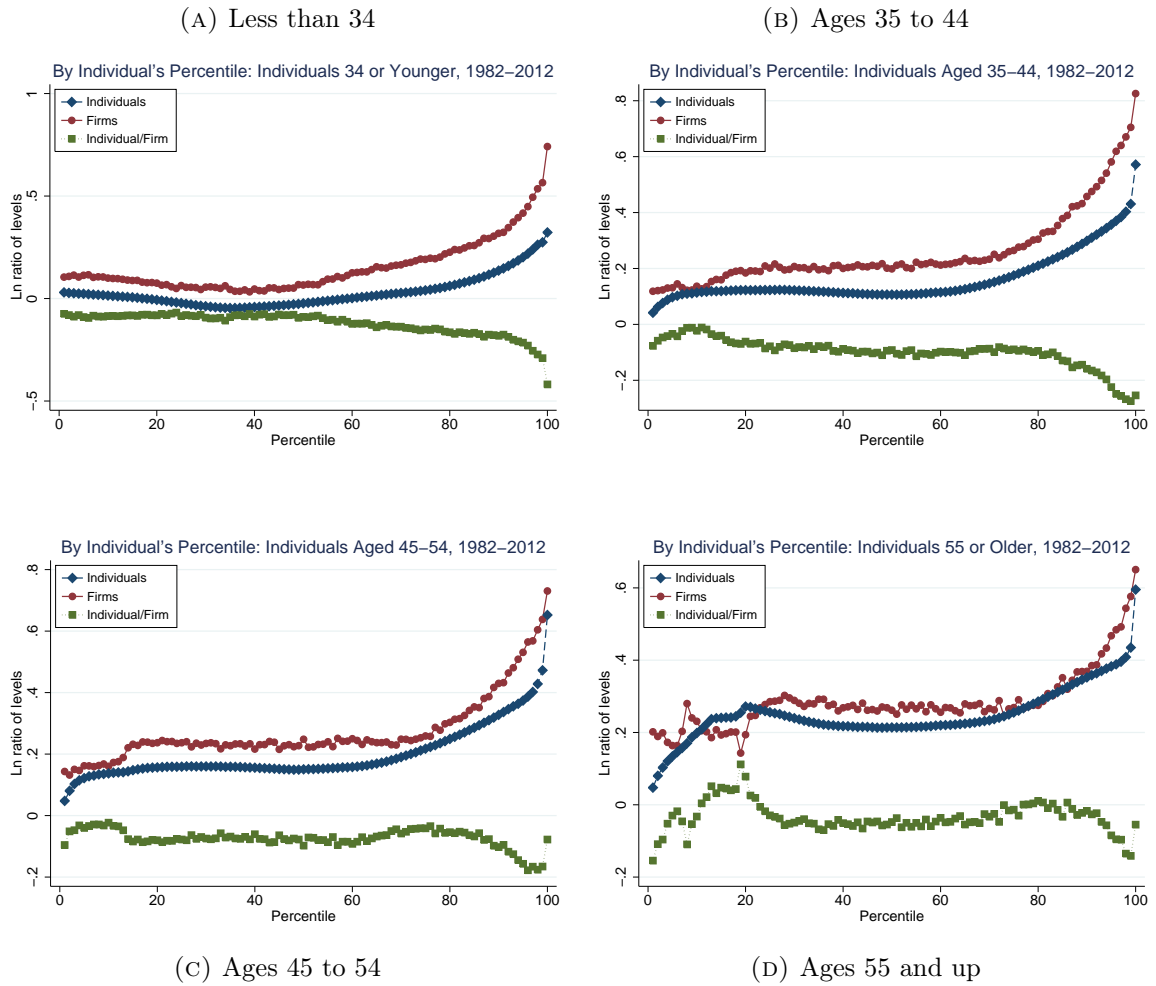 (A) Less than 34
By Individual's Percentile: Individuals 34 or Younger, 1982−2012
Individuals
Firms
Individual/Firm
Ln ratio of levels
1
.5
0
−.5
0 20 40 60 80 100
Percentile
(B) Ages 35 to 44
By Individual's Percentile: Individuals Aged 35−44, 1982−2012
Individuals
Firms
Individual/Firm
Ln ratio of levels
.8
.6
.4
.2
0
−.2
0 20 40 60 80 100
Percentile
By Individual's Percentile: Individuals Aged 45−54, 1982−2012
Individuals
Firms
Individual/Firm
Ln ratio of levels
.8
.6
.4
.2
0
−.2
0 20 40 60 80 100
Percentile
(C) Ages 45 to 54
By Individual's Percentile: Individuals 55 or Older, 1982−2012
Individuals
Firms
Individual/Firm
Ln ratio of levels
.6
.4
.2
0
−.2
0 20 40 60 80 100
Percentile
(D) Ages 55 and up